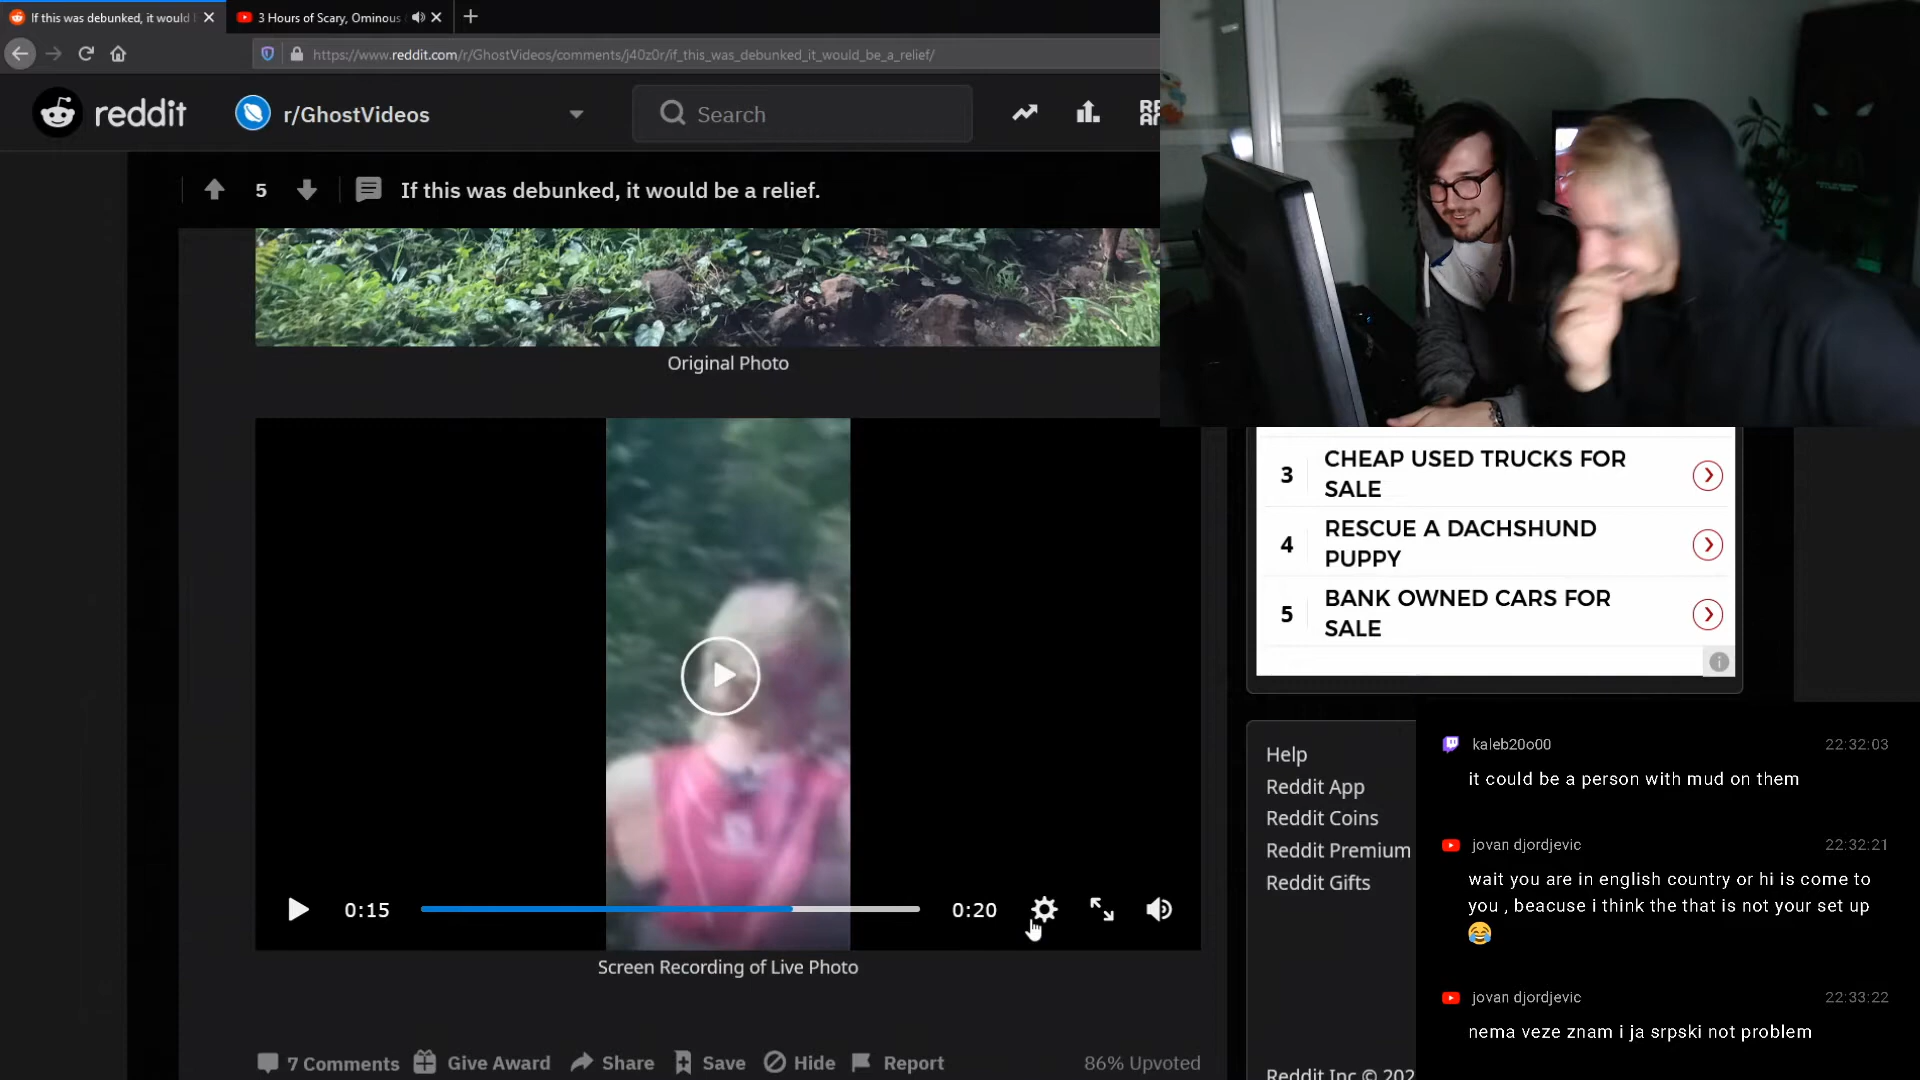 If this was debunked, it would
3 Hours of Scary, Ominous
https://www.reddit.com/r/GhostVideos/comments/j40z0r/if_this_was_debunked_it_would_be_a_relief/
reddit
r/GhostVideos
Search
5
If this was debunked, it would be a relief.
Original Photo
3 CHEAP USED TRUCKS FOR
SALE
4 RESCUE A DACHSHUND
PUPPY
5 BANK OWNED CARS FOR
SALE
0:15
0:20
Screen Recording of Live Photo
Help
Reddit App
Reddit Coins
Reddit Premium
Reddit Gifts
Reddit Inc © 202
kaleb20o00 22:32:03
it could be a person with mud on them
jovan djordjevic 22:32:21
wait you are in english country or hi is come to
you , beacuse i think the that is not your set up
😂
jovan djordjevic 22:33:22
nema veze znam i ja srpski not problem
7 Comments Give Award Share Save Hide Report 86% Upvoted